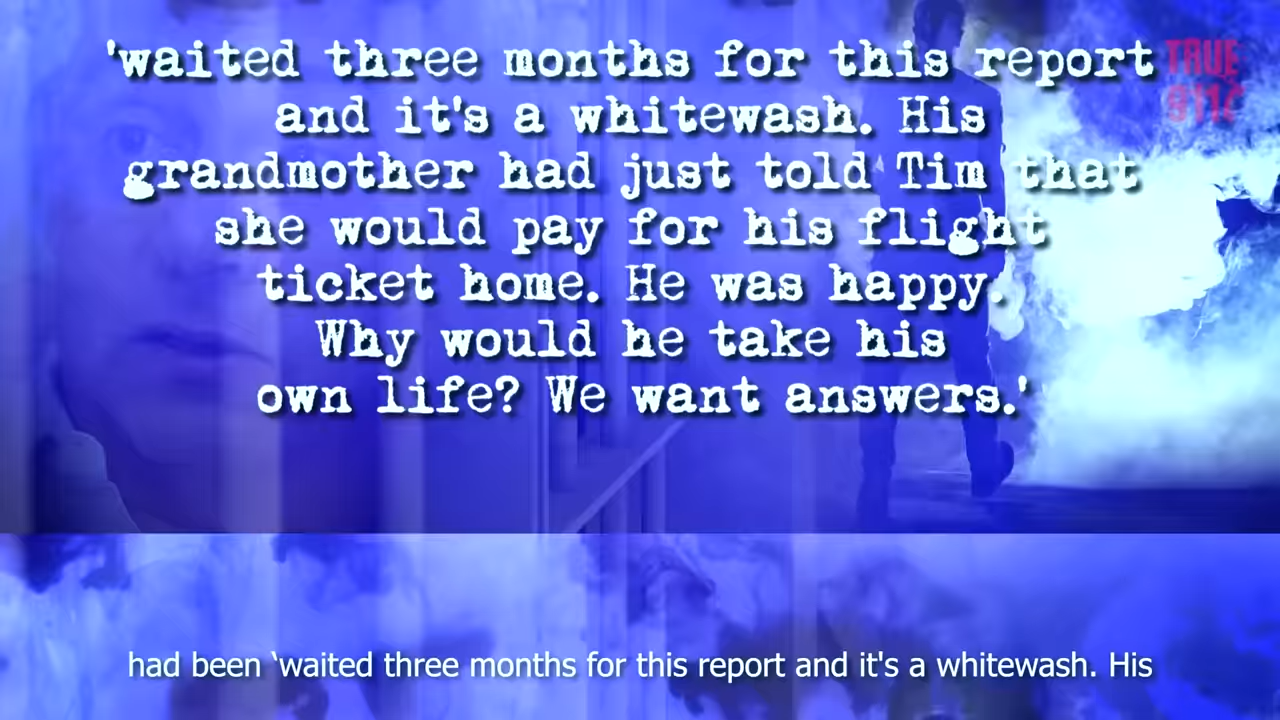 'waited three months for this report
and it's a whitewash. His
grandmother had just told Tim that
she would pay for his flight
ticket home. He was happy.
Why would he take his
own life? We want answers.'
TRUE
had been ‘waited three months for this report and it's a whitewash. His